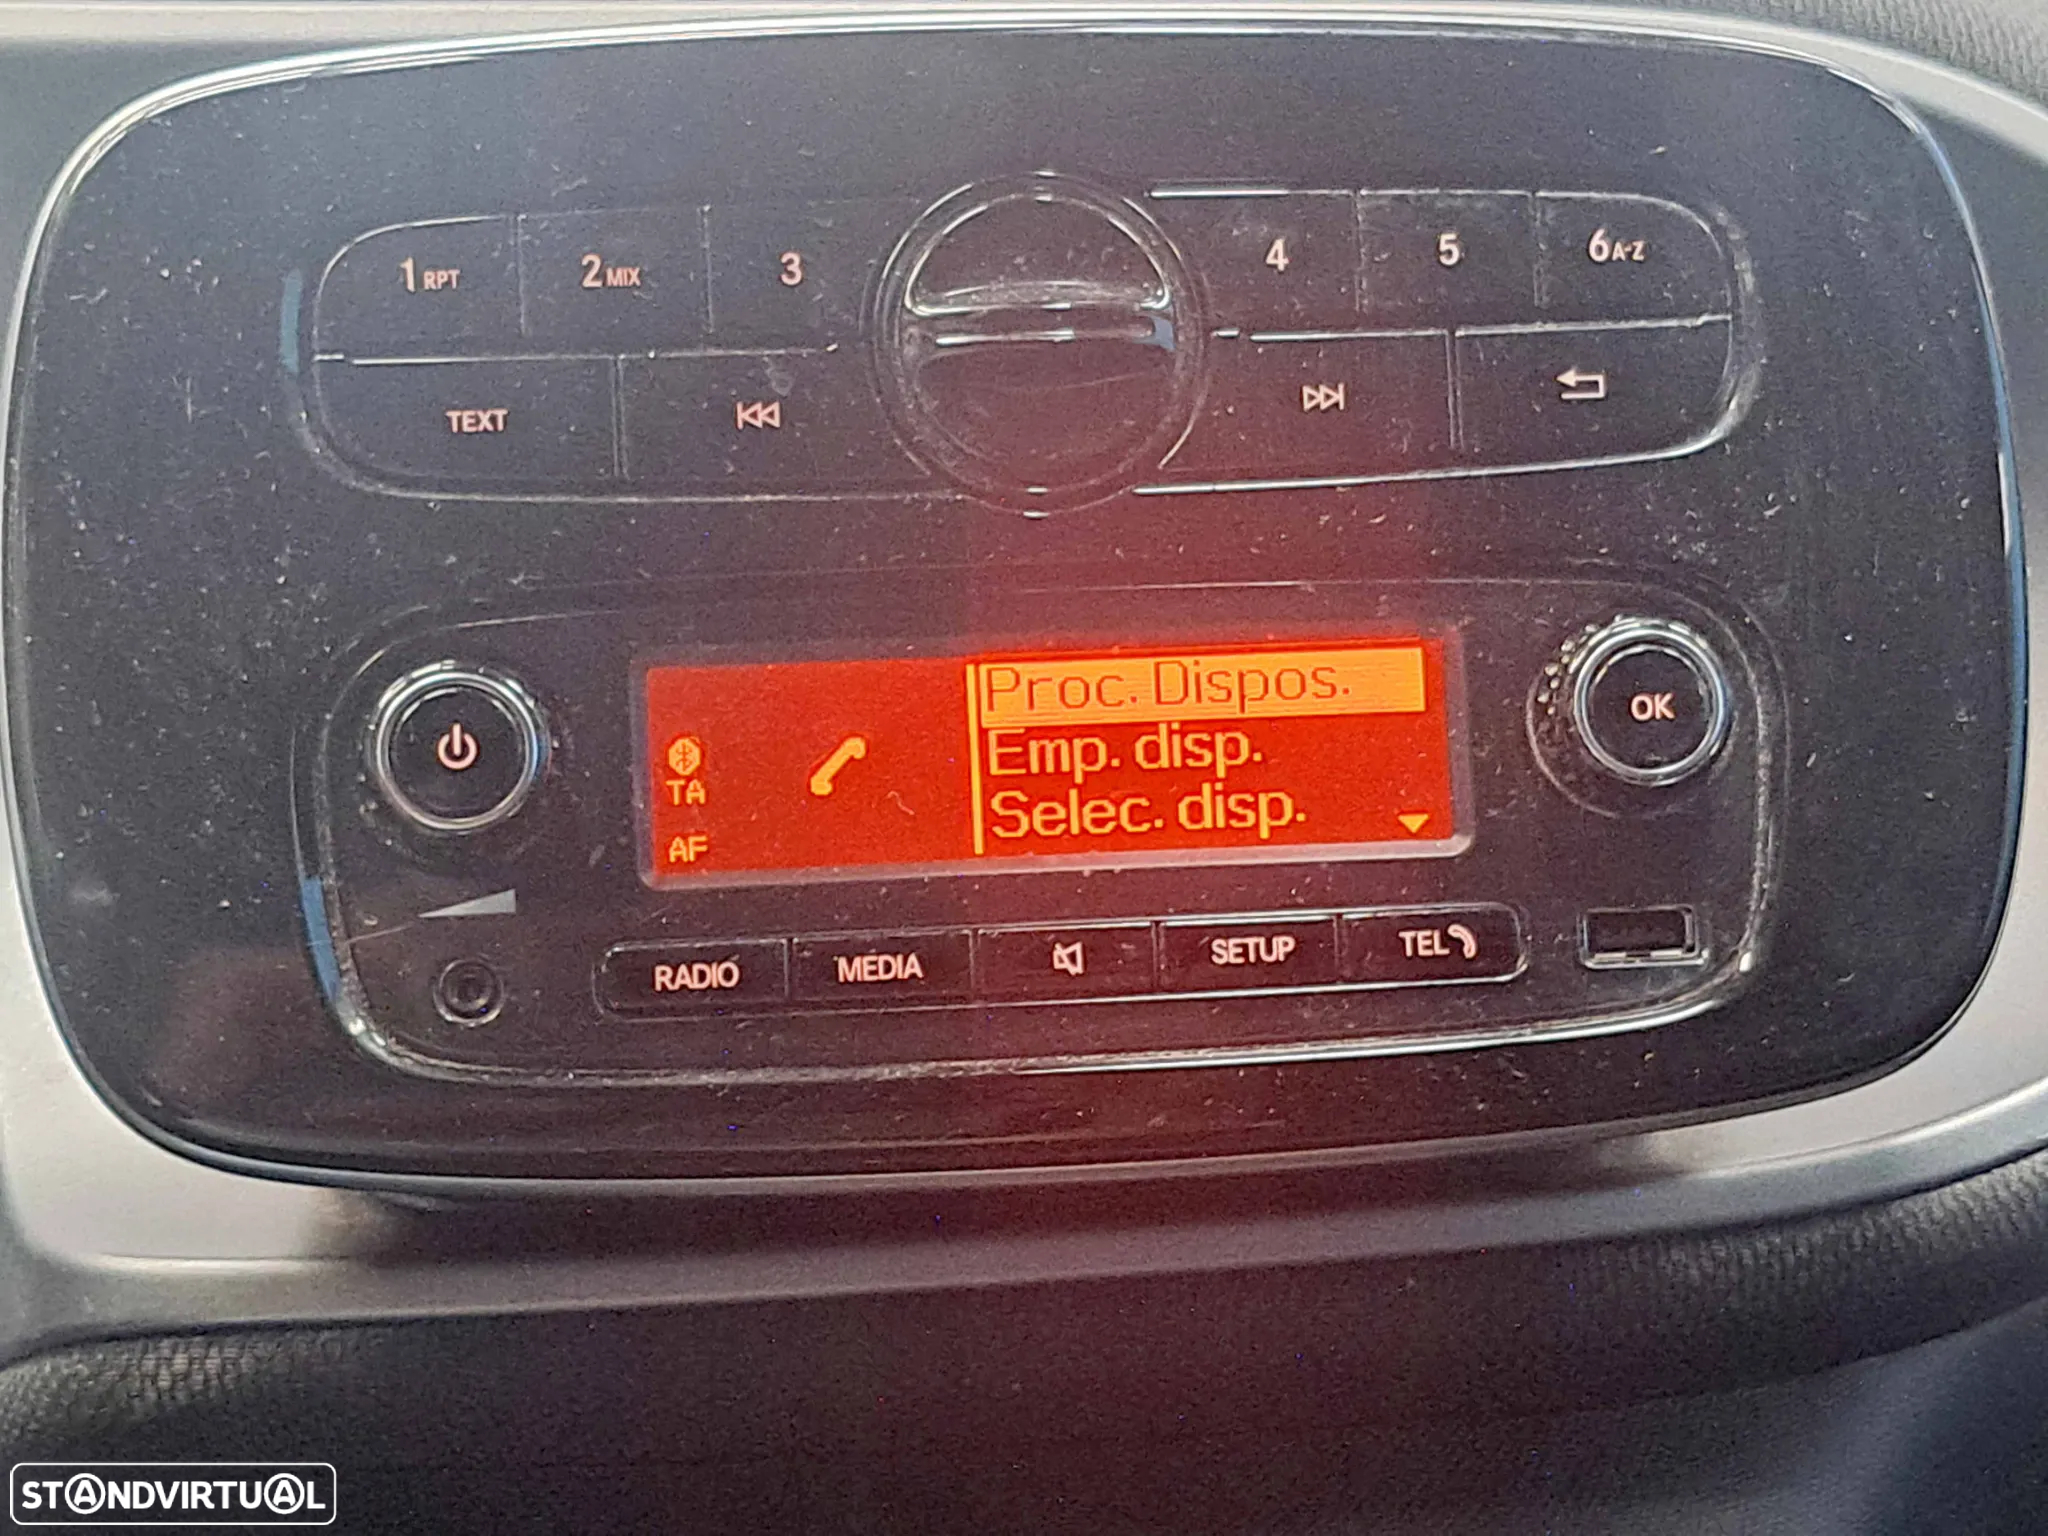 1 RPT 2 MIX 3 4 5 6 A-Z
TEXT
Proc. Dispos.
Emp. disp.
Selec. disp.
TA
AF
OK
RADIO MEDIA SETUP TEL
STANDVIRTUAL